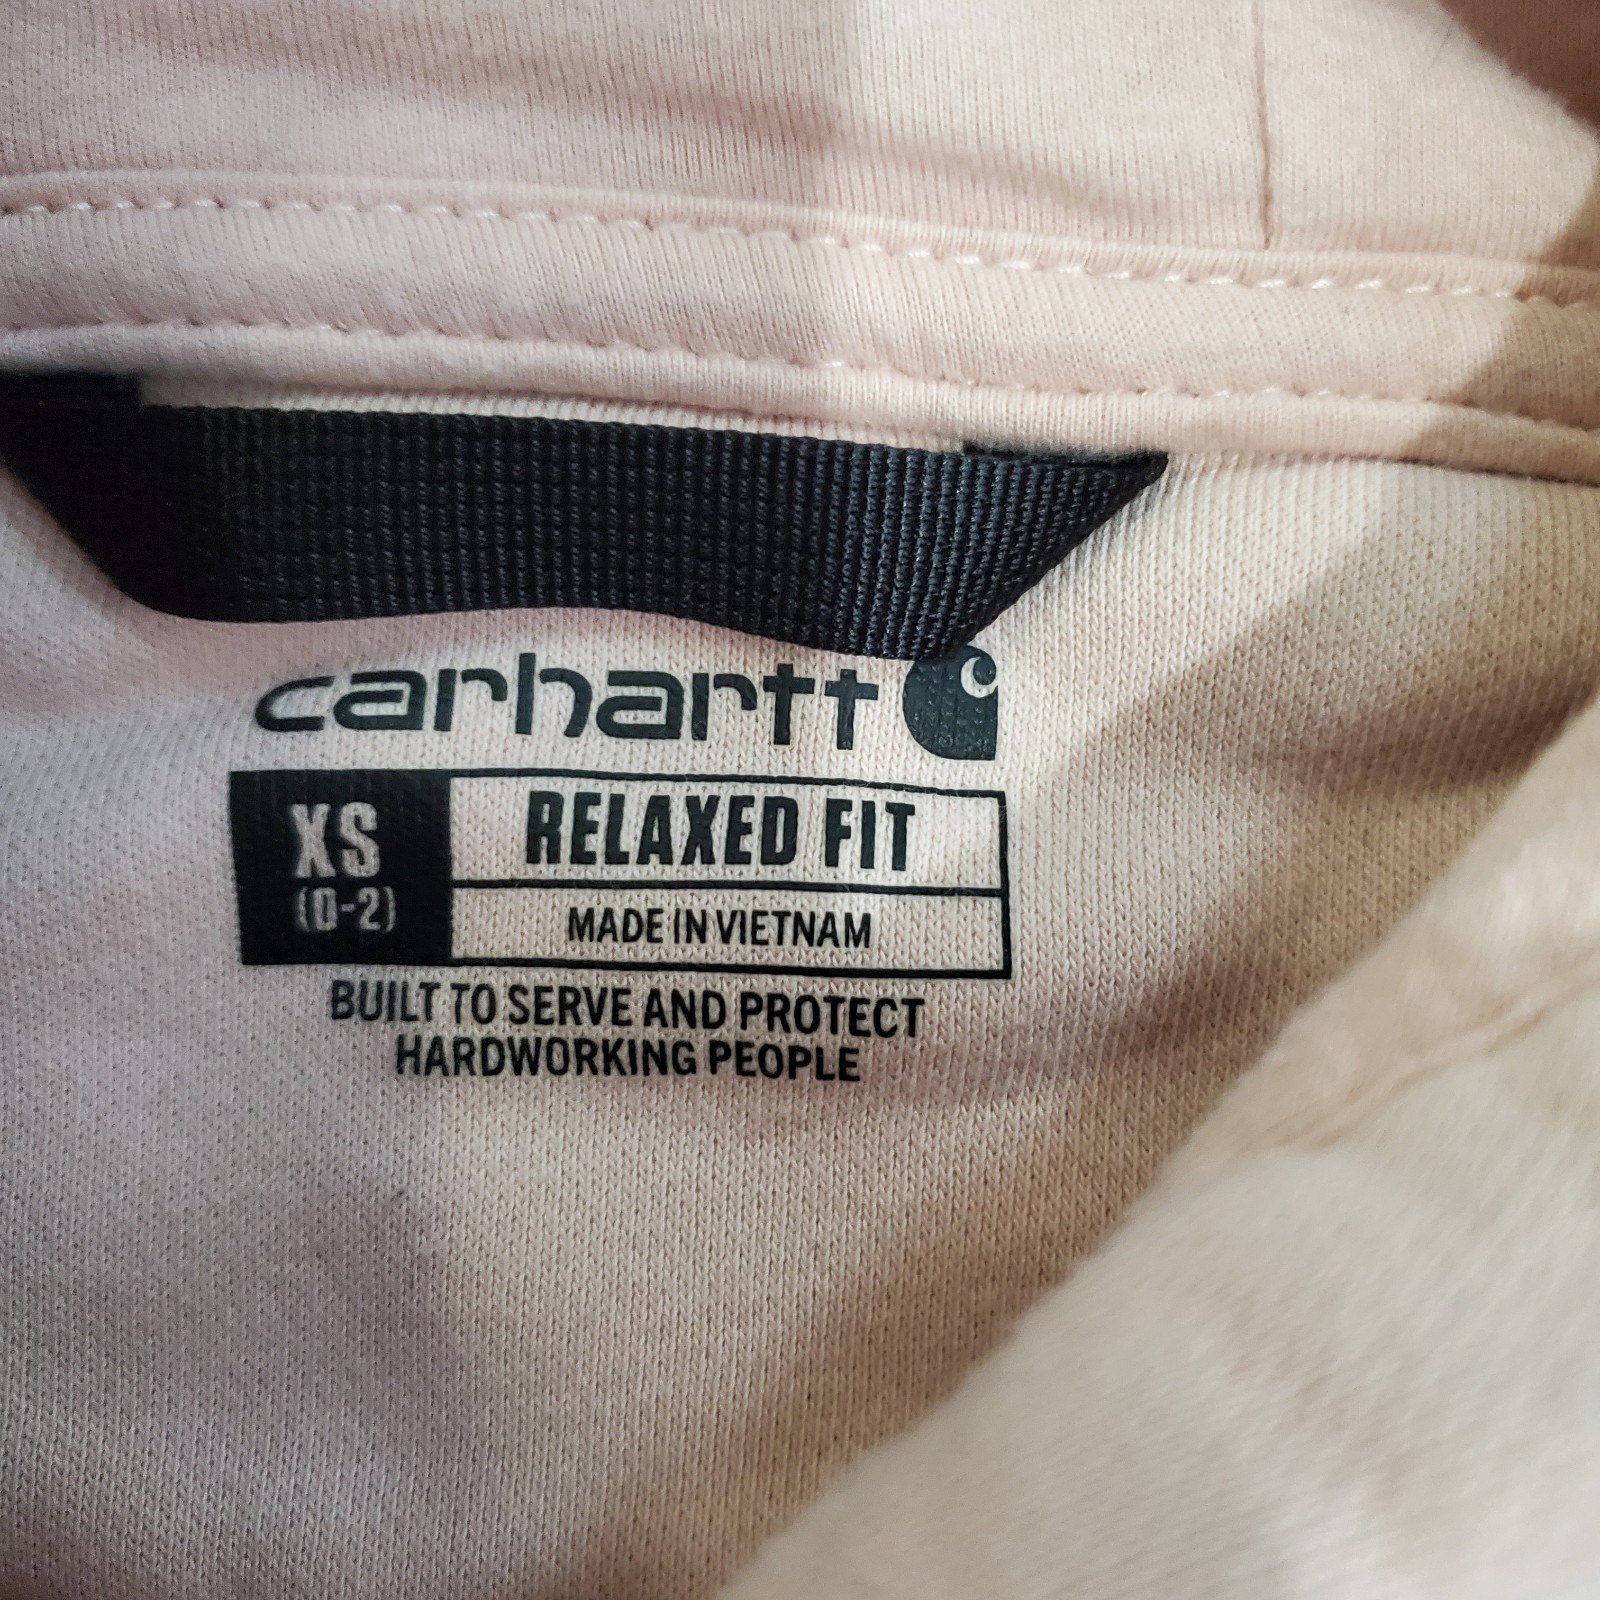 carhartt
XS
(0-2)
RELAXED FIT
MADE IN VIETNAM
BUILT TO SERVE AND PROTECT
HARDWORKING PEOPLE